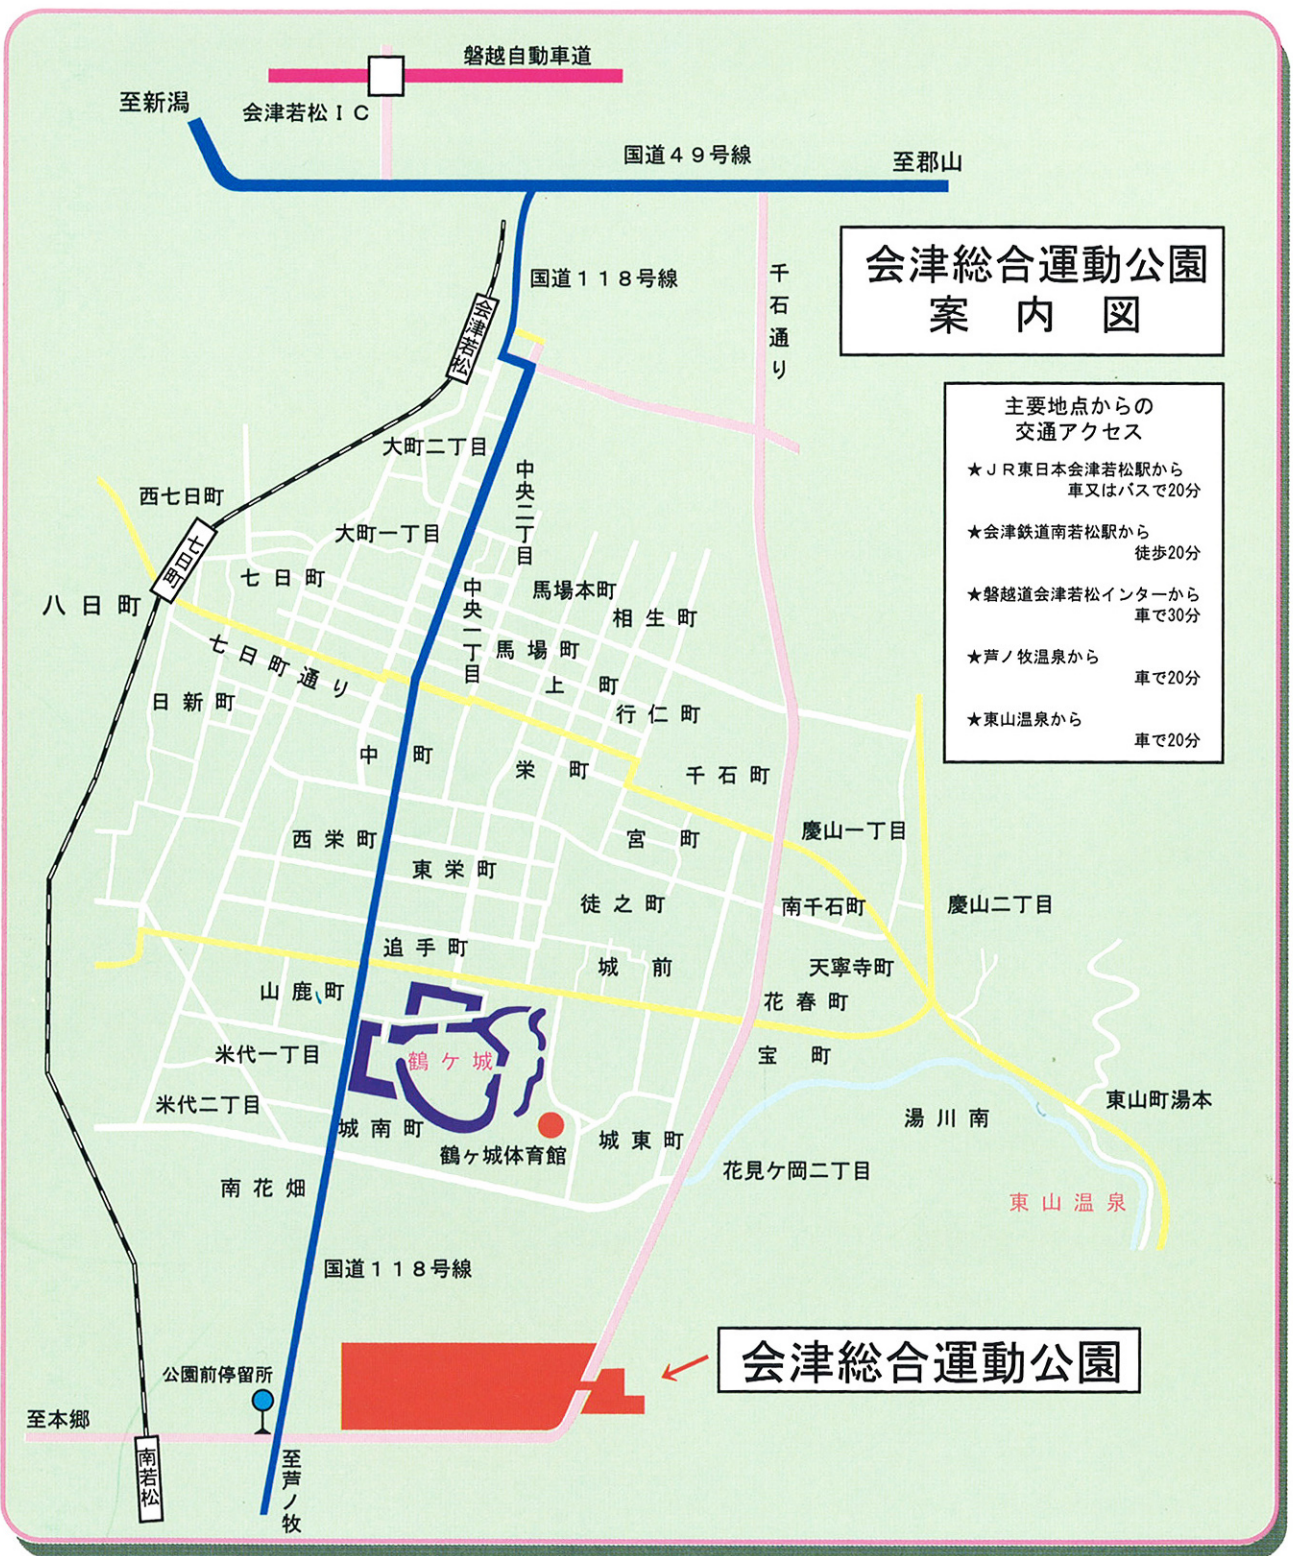 磐越自動車道
至新潟
会津若松ＩＣ
国道４９号線
至郡山
会津総合運動公園
案内図
国道１１８号線
千石通り
会津若松
主要地点からの
交通アクセス
★ＪＲ東日本会津若松駅から
車又はバスで20分
★会津鉄道南若松駅から
徒歩20分
★磐越道会津若松インターから
車で30分
★芦ノ牧温泉から
車で20分
★東山温泉から
車で20分
大町二丁目
中央二丁目
西七日町
大町一丁目
七日町
七日町
八日町
中央一丁目
馬場本町
相生町
馬場町
七日町通り
上町
日新町
行仁町
中町
栄町
千石町
西栄町
宮町
慶山一丁目
東栄町
徒之町
南千石町
慶山二丁目
追手町
城前
天寧寺町
山鹿町
花春町
米代一丁目
鶴ケ城
宝町
米代二丁目
東山町湯本
城南町
湯川南
城東町
鶴ヶ城体育館
花見ケ岡二丁目
南花畑
東山温泉
国道１１８号線
会津総合運動公園
公園前停留所
至本郷
南若松
至芦ノ牧